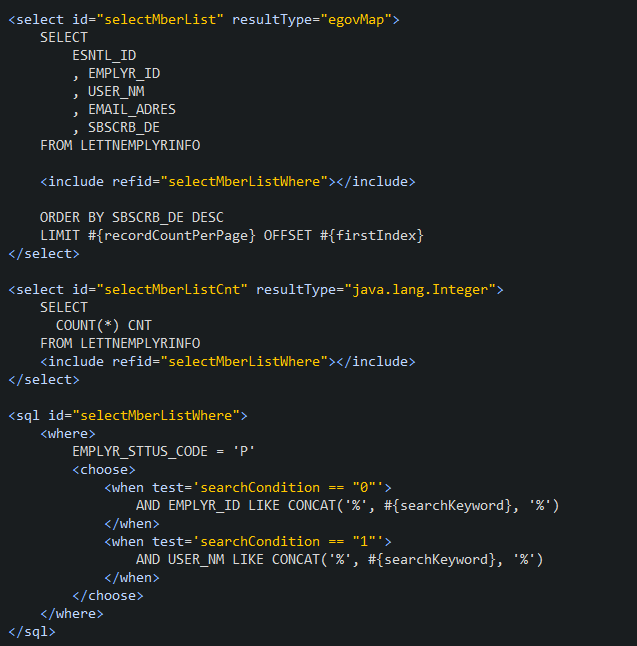 <select id="selectMberList" resultType="egovMap">
    SELECT
        ESNTL_ID
        , EMPLYR_ID
        , USER_NM
        , EMAIL_ADRES
        , SBSCRB_DE
    FROM LETTNEMPLYRINFO

    <include refid="selectMberListWhere"></include>

    ORDER BY SBSCRB_DE DESC
    LIMIT #{recordCountPerPage} OFFSET #{firstIndex}
</select>

<select id="selectMberListCnt" resultType="java.lang.Integer">
    SELECT
      COUNT(*) CNT
    FROM LETTNEMPLYRINFO
    <include refid="selectMberListWhere"></include>
</select>

<sql id="selectMberListWhere">
    <where>
        EMPLYR_STTUS_CODE = 'P'
        <choose>
            <when test='searchCondition == "0"'>
                AND EMPLYR_ID LIKE CONCAT('%', #{searchKeyword}, '%')
            </when>
            <when test='searchCondition == "1"'>
                AND USER_NM LIKE CONCAT('%', #{searchKeyword}, '%')
            </when>
        </choose>
    </where>
</sql>